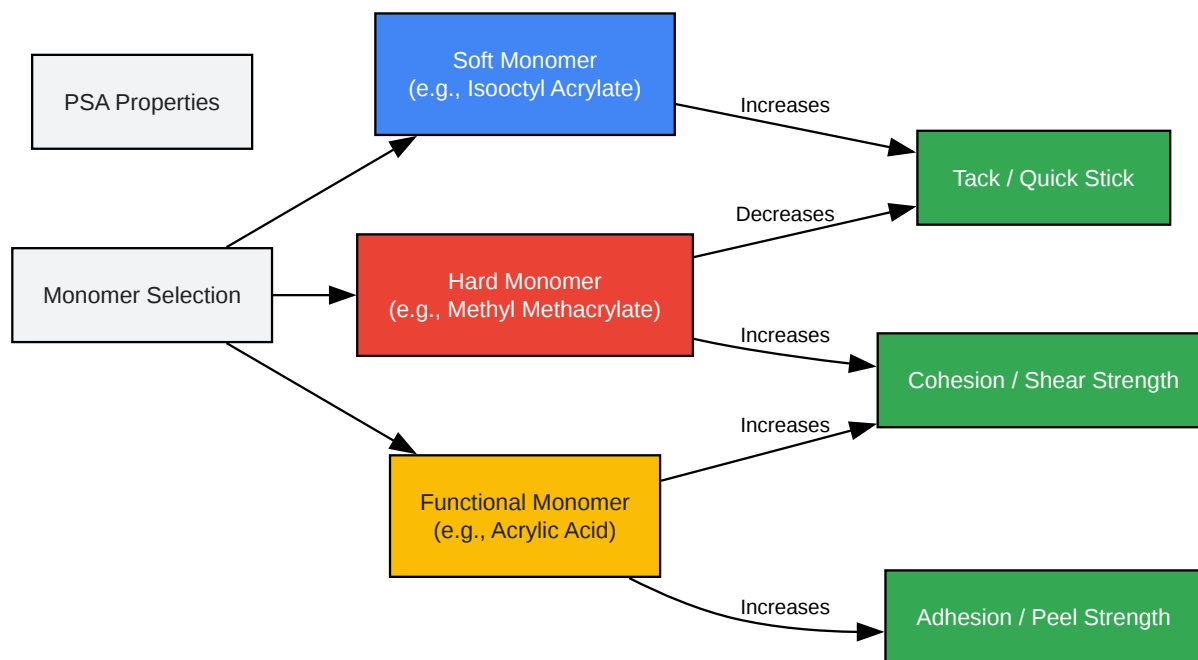 PSA Properties
Monomer Selection
Soft Monomer
(e.g., Isooctyl Acrylate)
Hard Monomer
(e.g., Methyl Methacrylate)
Functional Monomer
(e.g., Acrylic Acid)
Increases
Decreases
Increases
Increases
Increases
Tack / Quick Stick
Cohesion / Shear Strength
Adhesion / Peel Strength